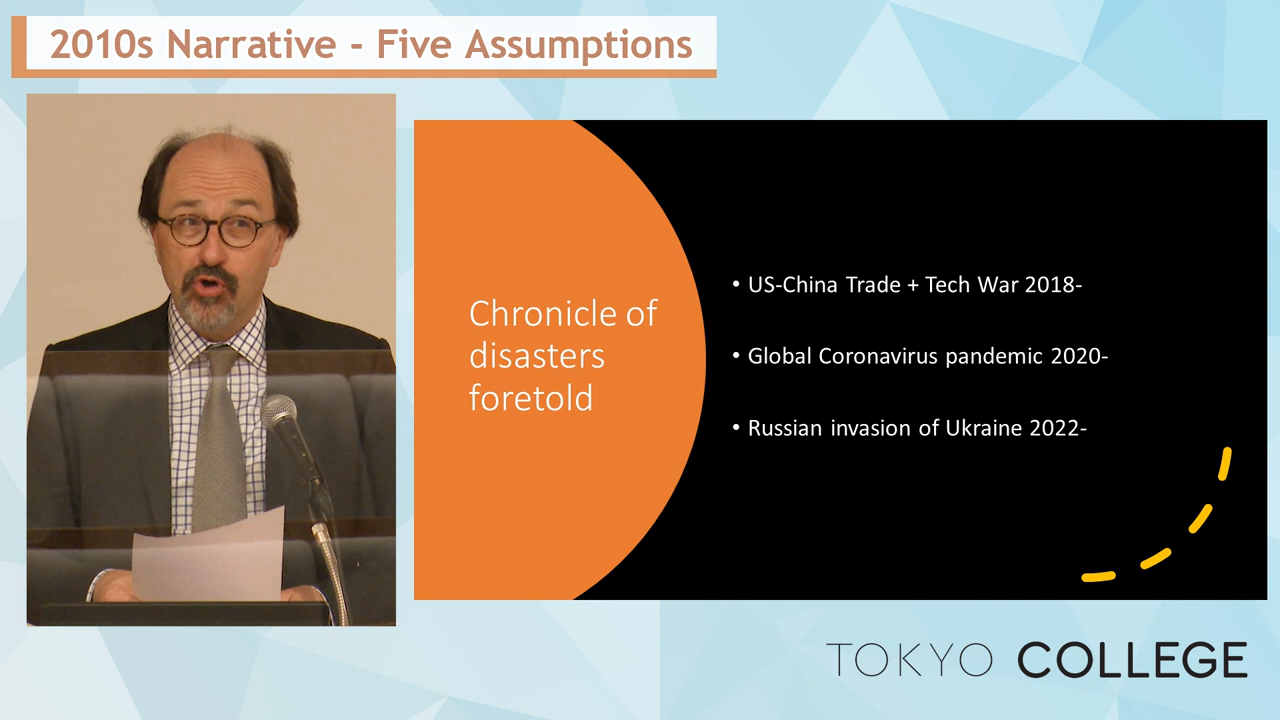 2010s Narrative - Five Assumptions
Chronicle of
disasters
foretold
• US-China Trade + Tech War 2018-
• Global Coronavirus pandemic 2020-
• Russian invasion of Ukraine 2022-
TOKYO COLLEGE